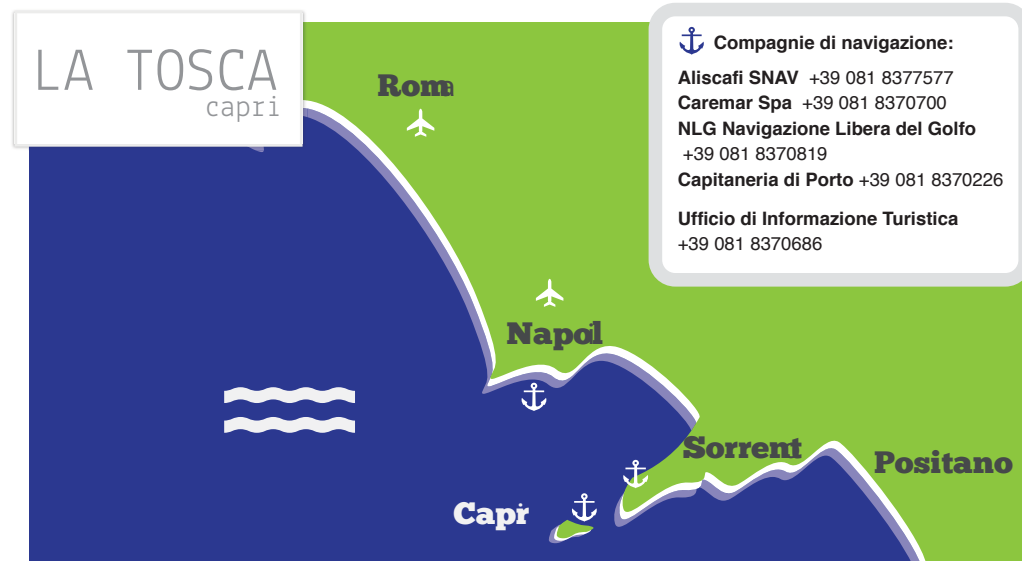 LA TOSCA
capri
Roma
Napoli
Sorrent
Positano
Capri
Compagnie di navigazione:
Aliscafi SNAV +39 081 8377577
Caremar Spa +39 081 8370700
NLG Navigazione Libera del Golfo
+39 081 8370819
Capitaneria di Porto +39 081 8370226
Ufficio di Informazione Turistica
+39 081 8370686